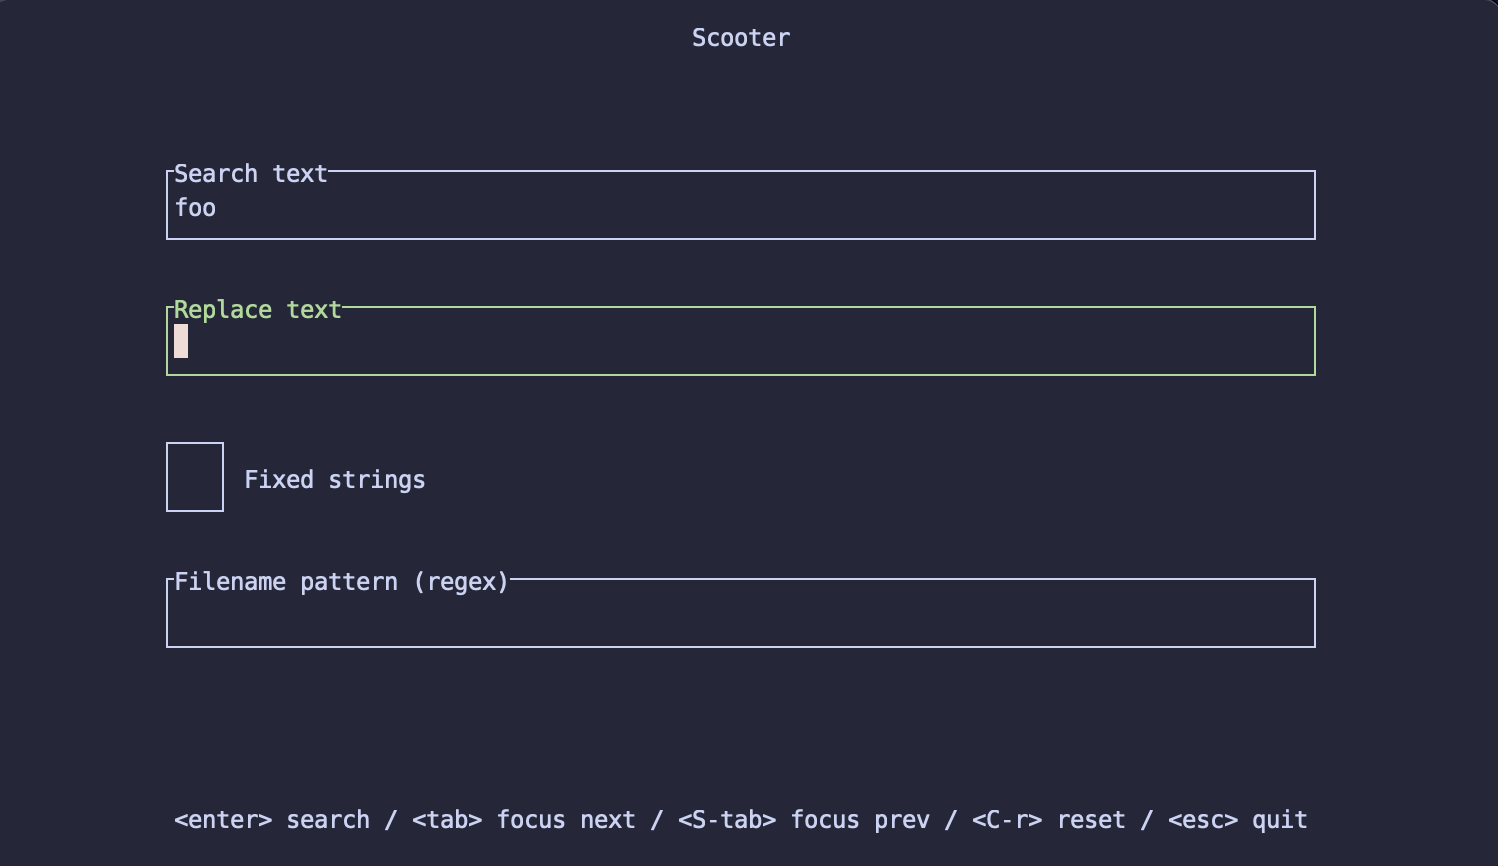 Scooter
Search text
foo
Replace text
Fixed strings
Filename pattern (regex)
<enter> search / <tab> focus next / <S-tab> focus prev / <C-r> reset / <esc> quit